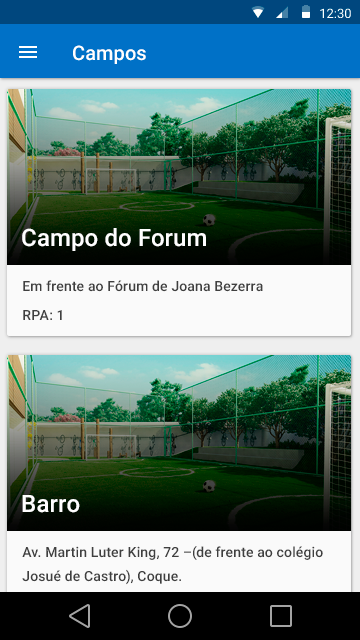 12:30
Campos
Campo do Forum
Em frente ao Fórum de Joana Bezerra
RPA: 1
Barro
Av. Martin Luter King, 72 –(de frente ao colégio
Josué de Castro), Coque.